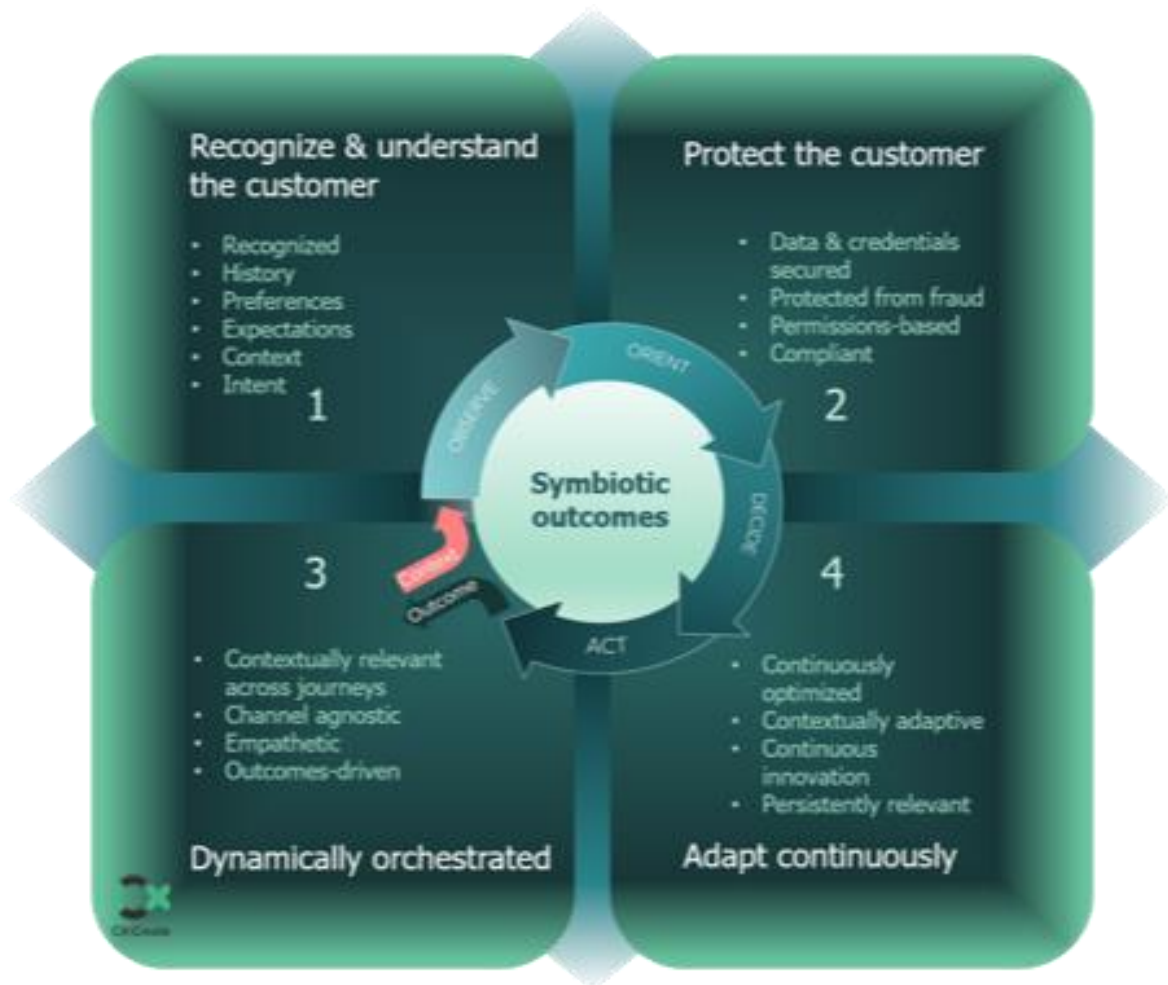 Recognize & understand
the customer
• Recognized
• History
• Preferences
• Expectations
• Context
• Intent
1
Protect the customer
• Data & credentials
secured
• Protected from fraud
• Permissions-based
• Compliant
2
OBSERVE
ORIENT
DECIDE
ACT
Symbiotic
outcomes
Context
Outcome
3
• Contextually relevant
across journeys
• Channel agnostic
• Empathetic
• Outcomes-driven
Dynamically orchestrated
4
• Continuously
optimized
• Contextually adaptive
• Continuous
innovation
• Persistently relevant
Adapt continuously